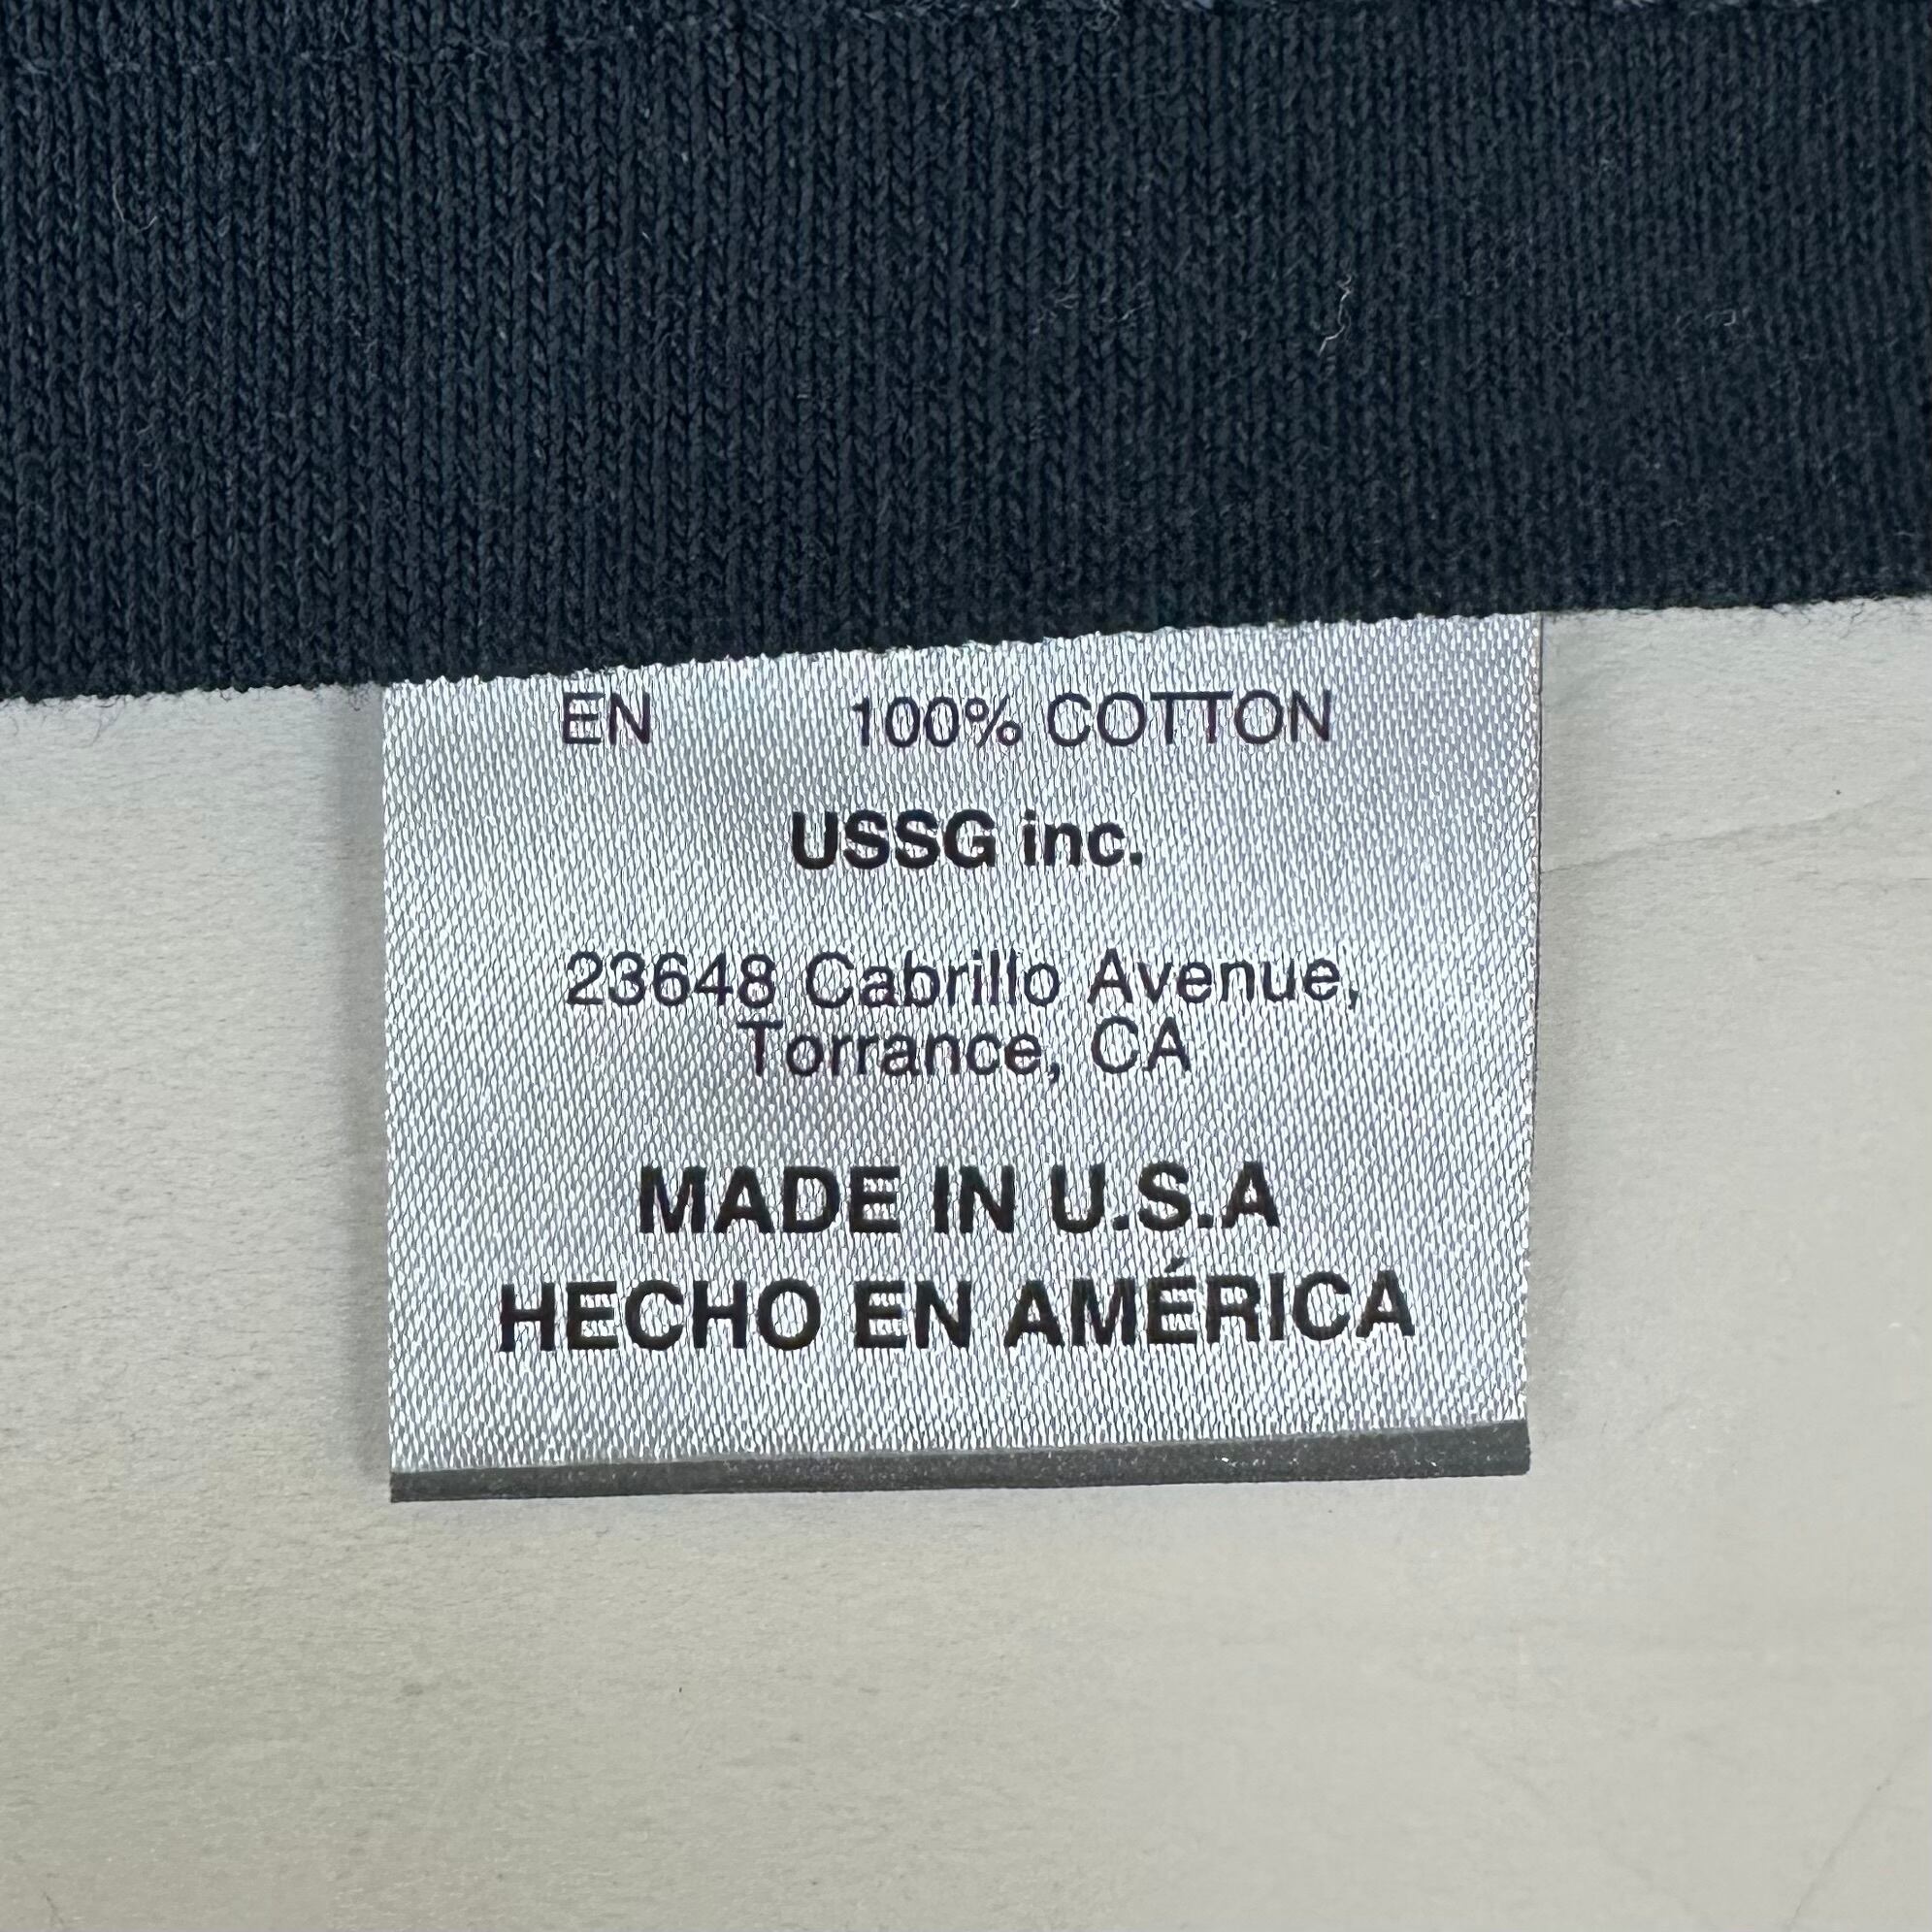 EN 100% COTTON
USSG inc.
23648 Cabrillo Avenue,
Torrance, CA
MADE IN U.S.A
HECHO EN AMÉRICA